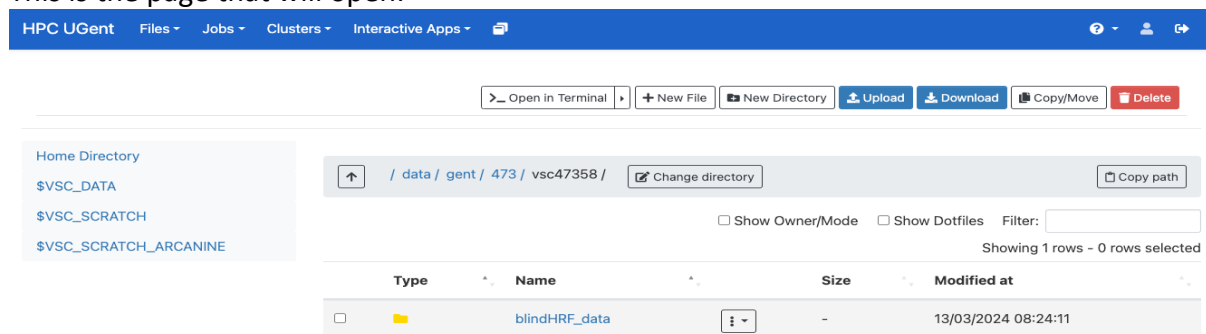 This is the page that will open:
HPC UGent Files Jobs Clusters Interactive Apps
Open in Terminal New File New Directory Upload Download Copy/Move Delete
Home Directory
$VSC_DATA
$VSC_SCRATCH
$VSC_SCRATCH_ARCANINE
/ data / gent / 473 / vsc47358 / Change directory Copy path
Show Owner/Mode Show Dotfiles Filter:
Showing 1 rows - 0 rows selected
Type Name Size Modified at
blindHRF_data - 13/03/2024 08:24:11